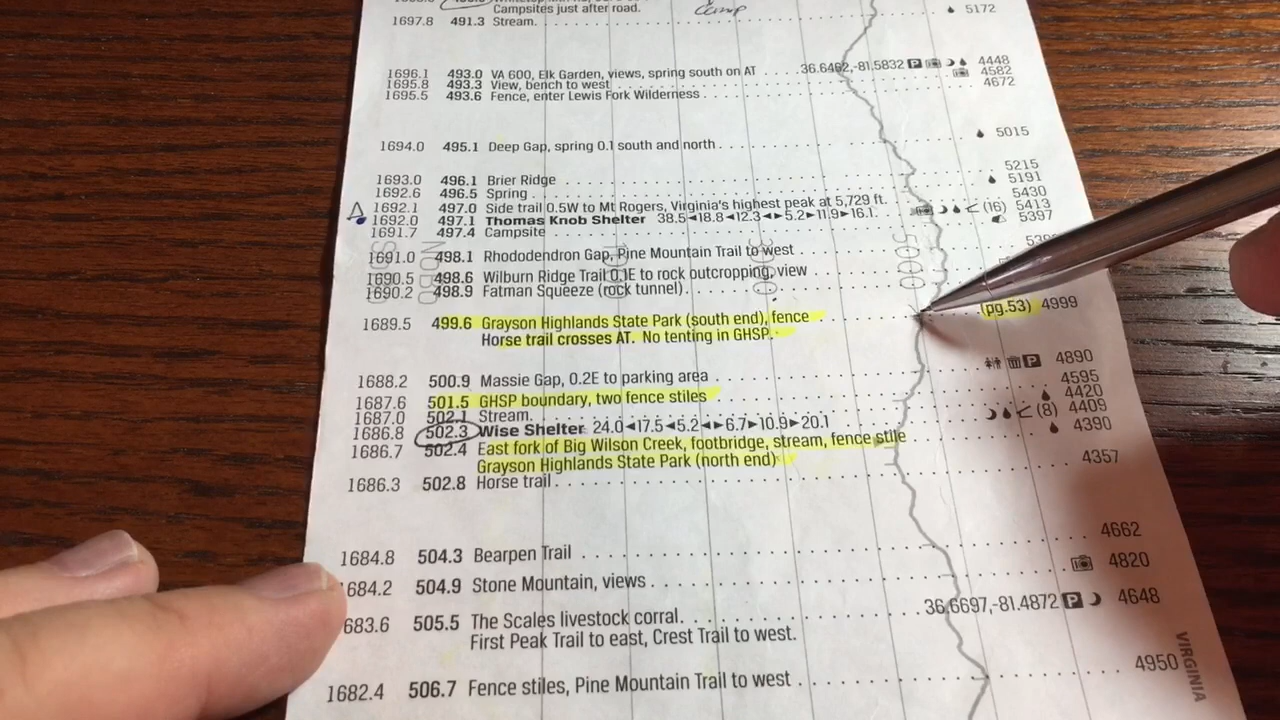 Campsites just after road. Camp
1697.8 491.3 Stream. 5172
1696.1 493.0 VA 600, Elk Garden, views, spring south on AT 36.6462,-81.5832 P 4448
1695.8 493.3 View, bench to west 4582
1695.5 493.6 Fence, enter Lewis Fork Wilderness 4672
1694.0 495.1 Deep Gap, spring 0.1 south and north 5015
1693.0 496.1 Brier Ridge 5215
1692.6 496.5 Spring 5191
1692.1 497.0 Side trail 0.5W to Mt Rogers, Virginia's highest peak at 5,729 ft. 5430
1692.0 497.1 Thomas Knob Shelter 38.5◄18.8◄12.3◄►5.2►11.9►16.1 (16) 5413
1691.7 497.4 Campsite 5397
1691.0 498.1 Rhododendron Gap, Pine Mountain Trail to west
1690.5 498.6 Wilburn Ridge Trail 0.1E to rock outcropping, view
1690.2 498.9 Fatman Squeeze (rock tunnel)
NOBO 5000
1689.5 499.6 Grayson Highlands State Park (south end), fence (pg.53) 4999
Horse trail crosses AT. No tenting in GHSP.
1688.2 500.9 Massie Gap, 0.2E to parking area P 4890
1687.6 501.5 GHSP boundary, two fence stiles 4595
1687.0 502.1 Stream 4420
1686.8 502.3 Wise Shelter 24.0◄17.5◄5.2◄►6.7►10.9►20.1 (8) 4409
1686.7 502.4 East fork of Big Wilson Creek, footbridge, stream, fence stile 4390
Grayson Highlands State Park (north end)
1686.3 502.8 Horse trail 4357
1684.8 504.3 Bearpen Trail 4662
1684.2 504.9 Stone Mountain, views 4820
683.6 505.5 The Scales livestock corral. 36.6697,-81.4872 P 4648
First Peak Trail to east, Crest Trail to west.
1682.4 506.7 Fence stiles, Pine Mountain Trail to west 4950
VIRGINIA